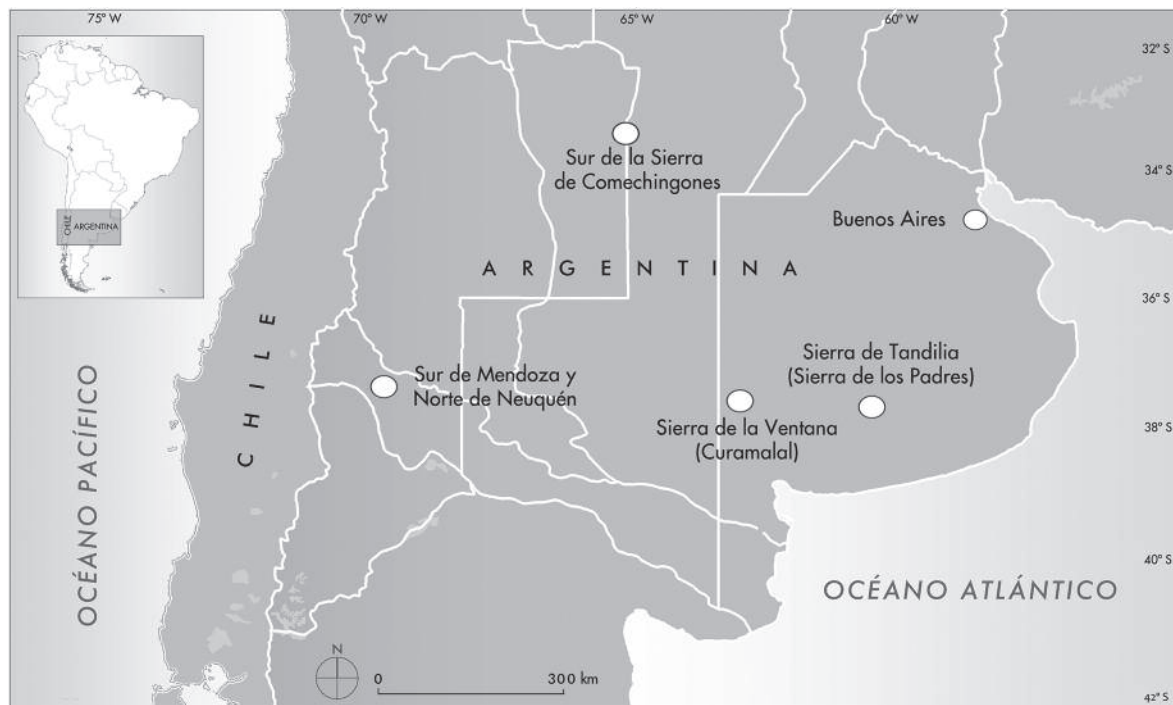 75° W
70° W
65° W
60° W
32° S
34° S
36° S
38° S
40° S
42° S
CHILE
ARGENTINA
Sur de la Sierra
de Comechingones
Buenos Aires
ARGENTINA
CHILE
Sierra de Tandilia
(Sierra de los Padres)
Sur de Mendoza y
Norte de Neuquén
Sierra de la Ventana
(Curamalal)
OCÉANO PACÍFICO
OCÉANO ATLÁNTICO
N
0
300 km